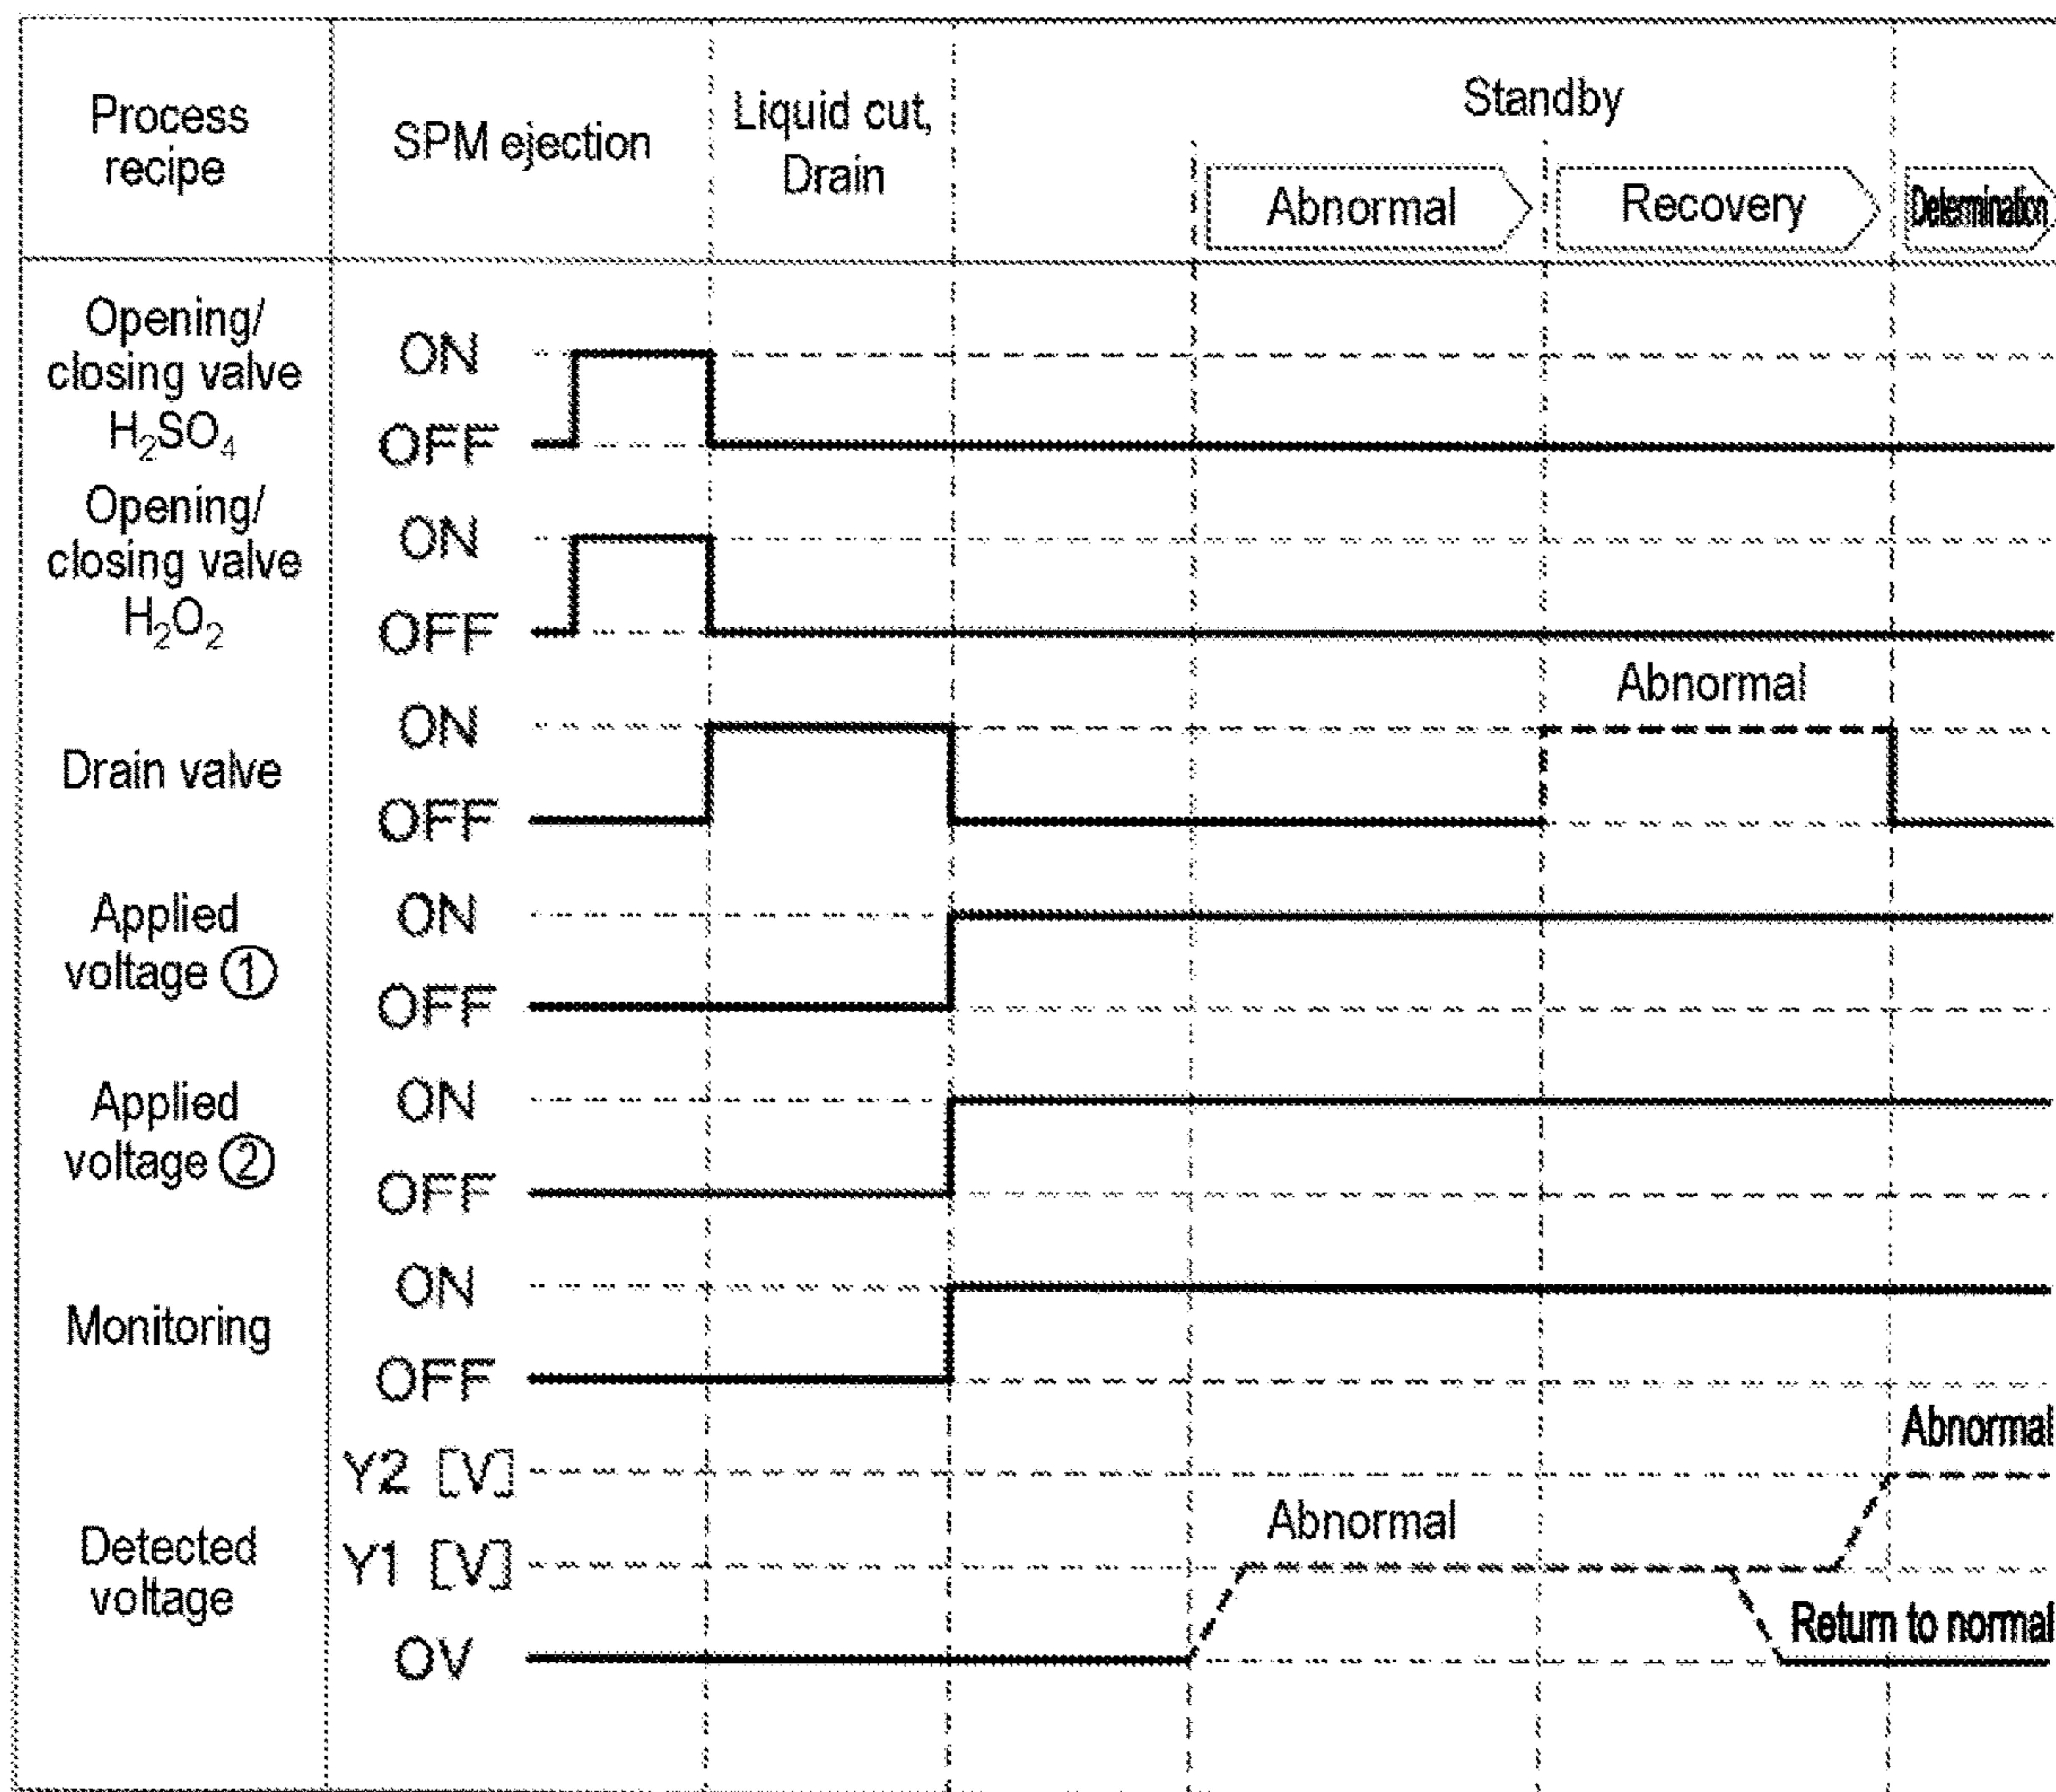 Process
recipe
SPM ejection
Liquid cut,
Drain
Standby
Abnormal
Recovery
Determination
Opening/
closing valve
H₂SO₄
ON
OFF
Opening/
closing valve
H₂O₂
ON
OFF
Drain valve
ON
OFF
Abnormal
Applied
voltage ①
ON
OFF
Applied
voltage ②
ON
OFF
Monitoring
ON
OFF
Detected
voltage
Y2 [V]
Y1 [V]
0V
Abnormal
Abnormal
Return to normal